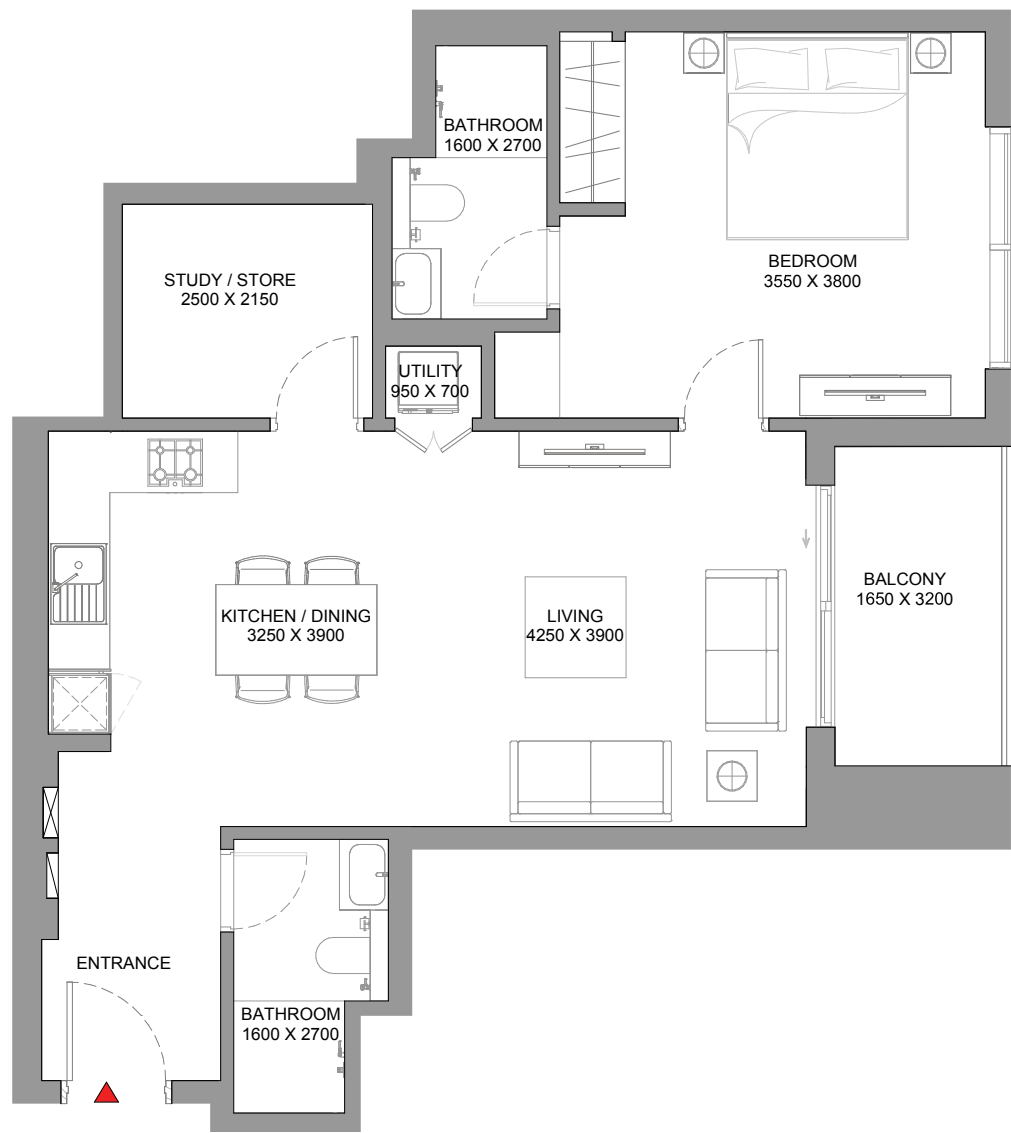 BATHROOM
1600 X 2700
BEDROOM
3550 X 3800
STUDY / STORE
2500 X 2150
UTILITY
950 X 700
KITCHEN / DINING
3250 X 3900
LIVING
4250 X 3900
BALCONY
1650 X 3200
ENTRANCE
BATHROOM
1600 X 2700